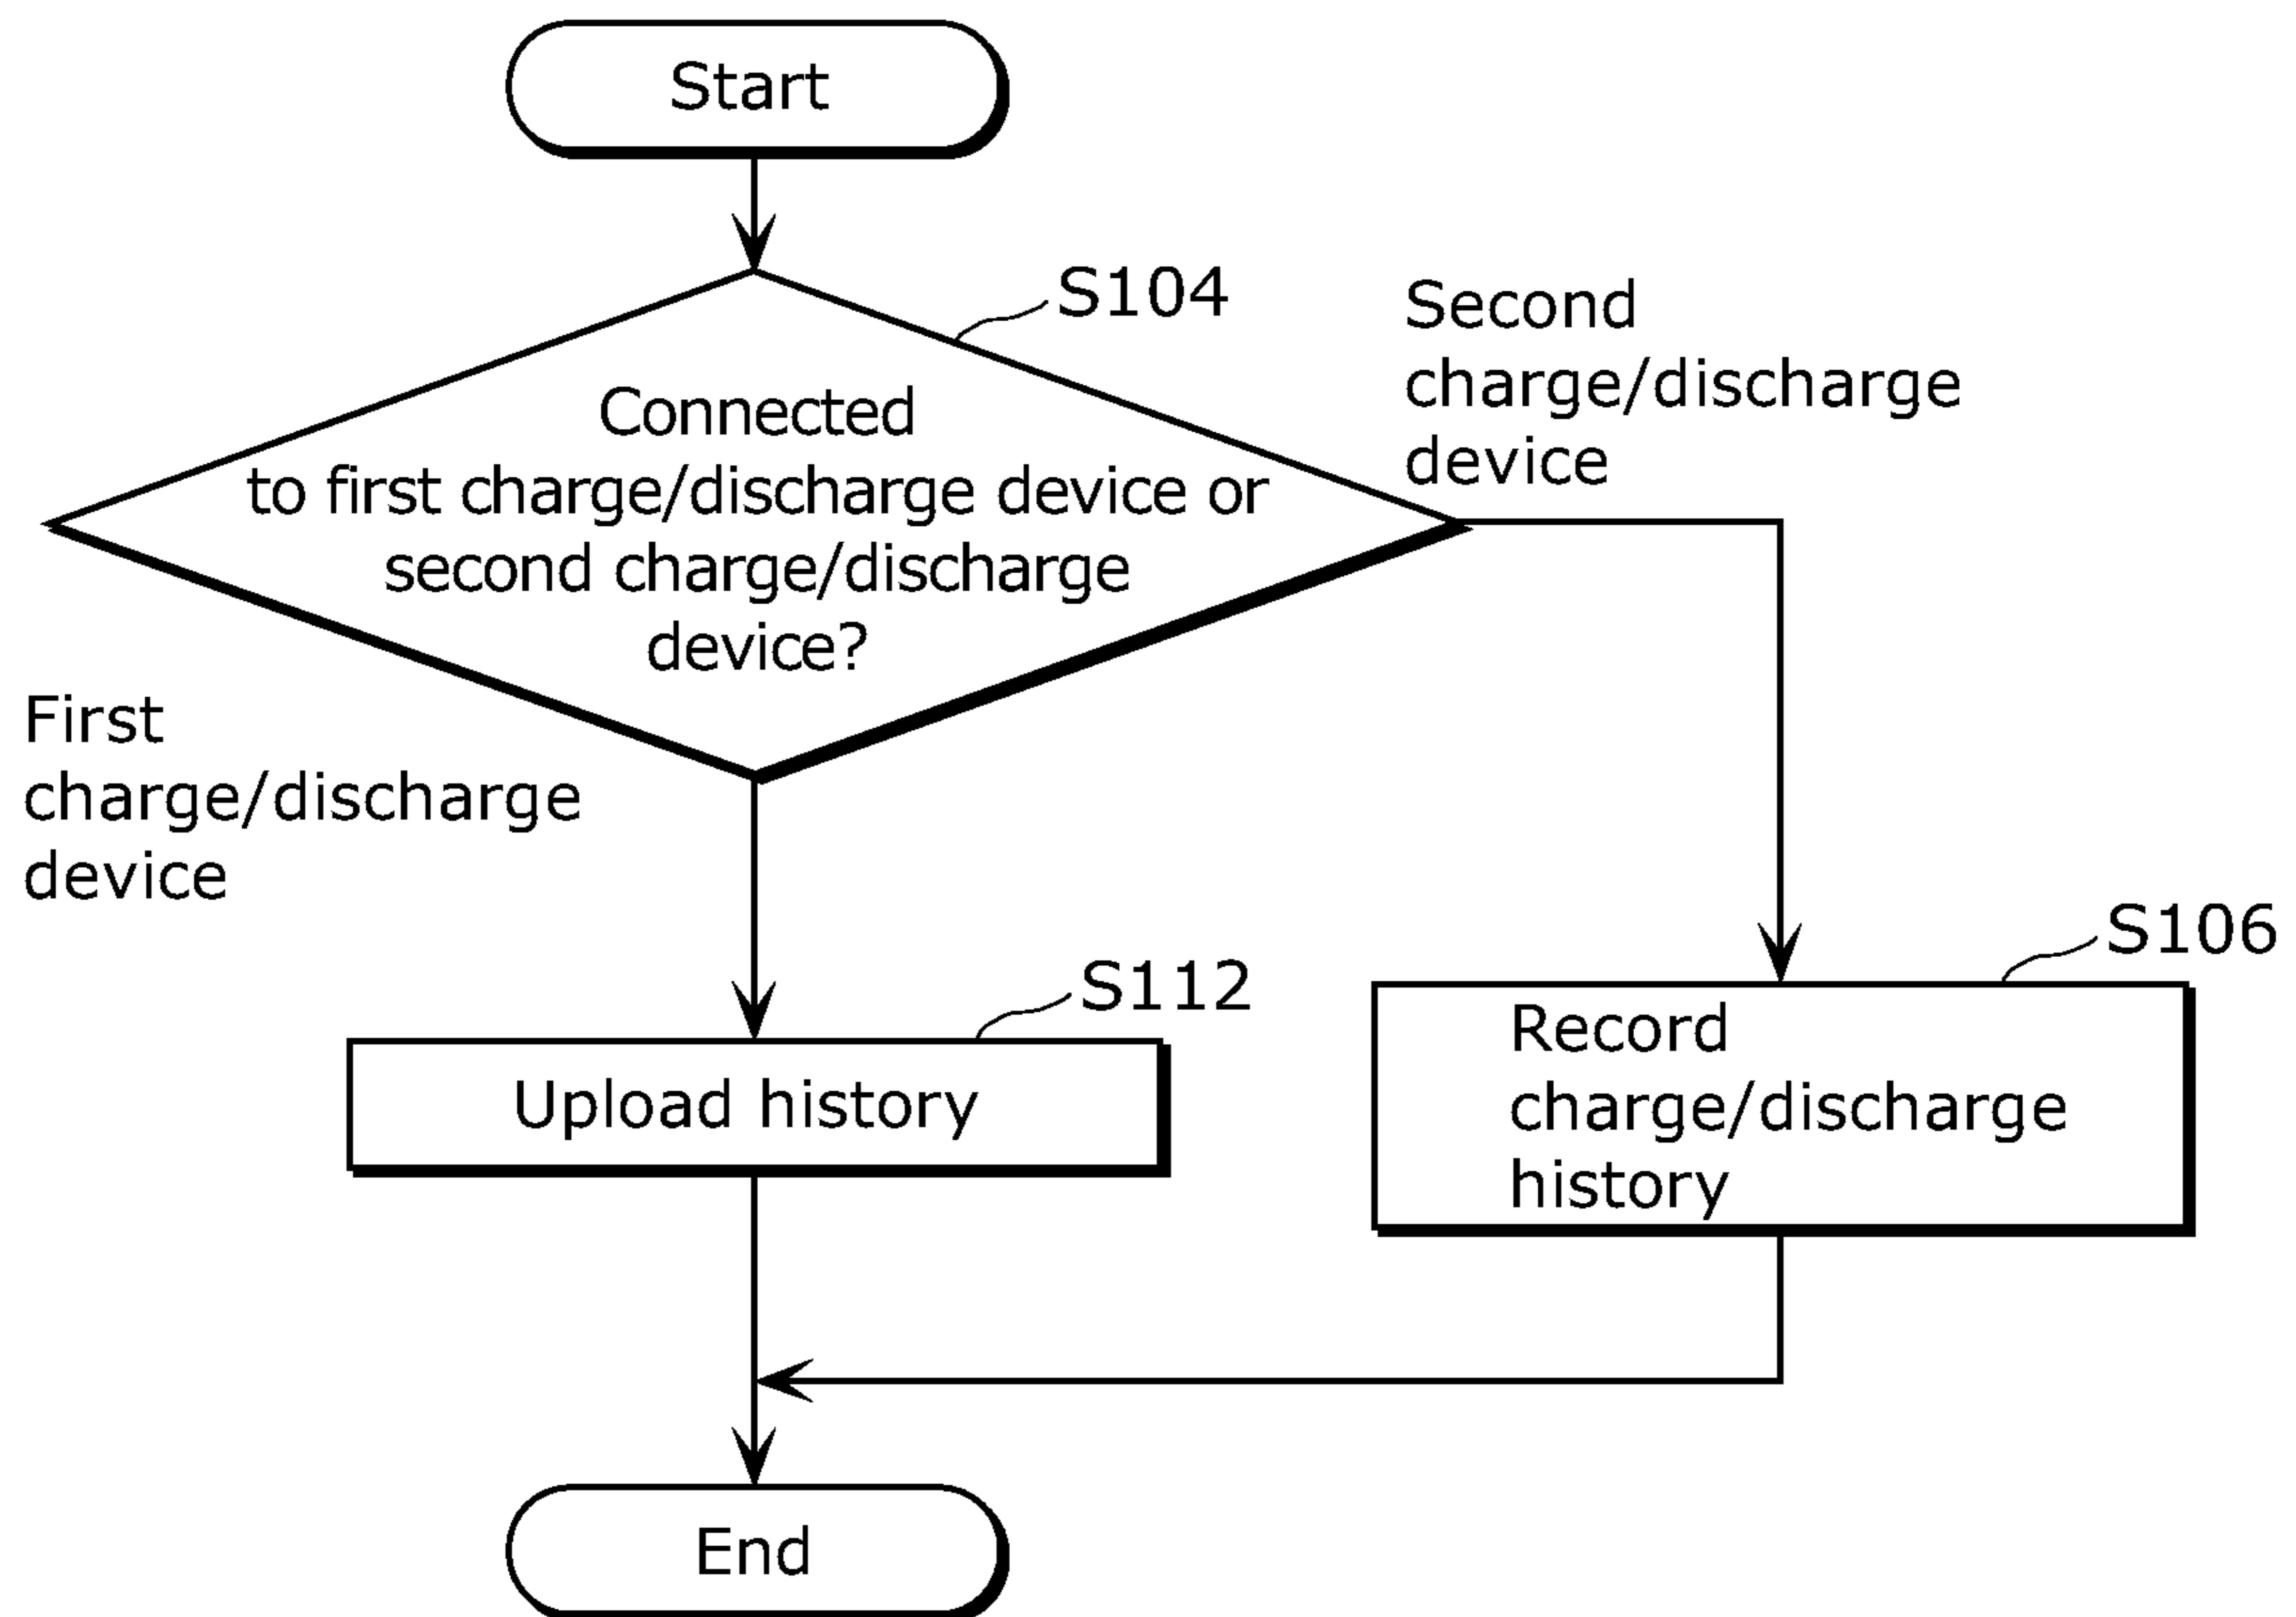 Start
S104
Connected
to first charge/discharge device or
second charge/discharge
device?
Second
charge/discharge
device
First
charge/discharge
device
S112
Upload history
S106
Record
charge/discharge
history
End